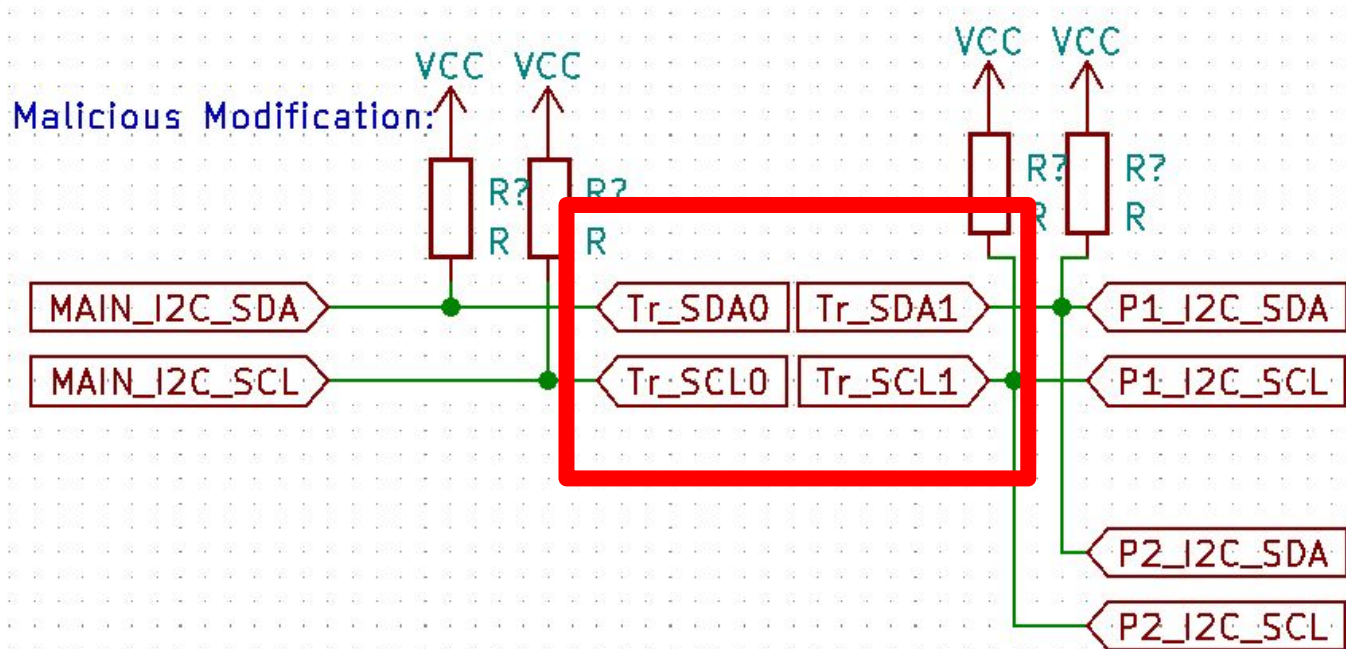 VCC VCC
VCC VCC
Malicious Modification:
R? R?
R? R?
R R
R R
MAIN_I2C_SDA Tr_SDA0 Tr_SDA1 P1_I2C_SDA
MAIN_I2C_SCL Tr_SCL0 Tr_SCL1 P1_I2C_SCL
P2_I2C_SDA
P2_I2C_SCL